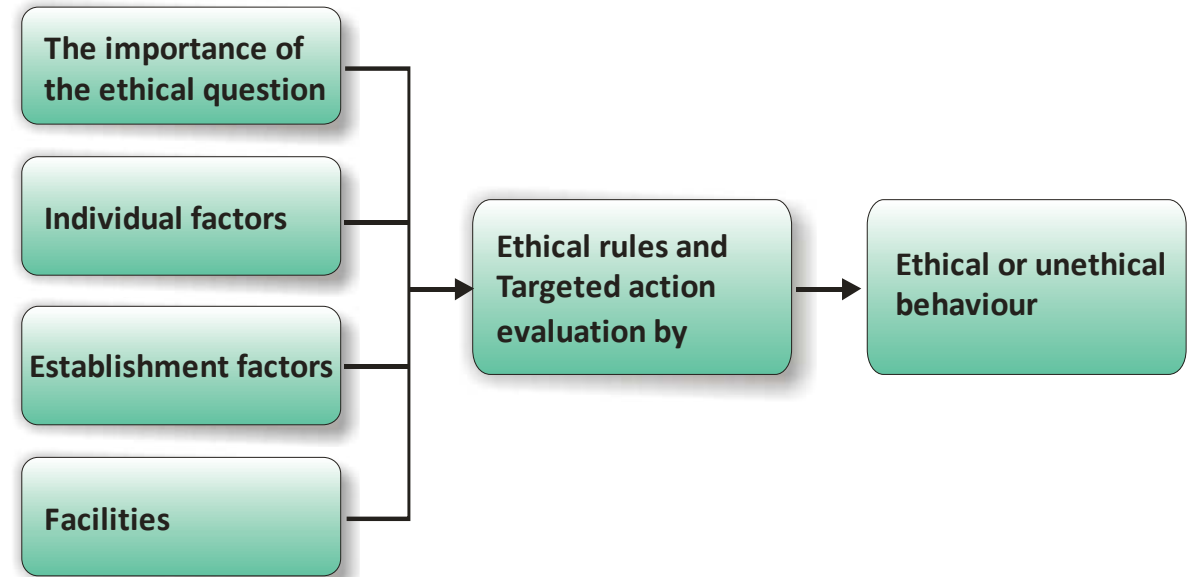 The importance of
the ethical question
Individual factors
Establishment factors
Facilities
Ethical rules and
Targeted action
evaluation by
Ethical or unethical
behaviour